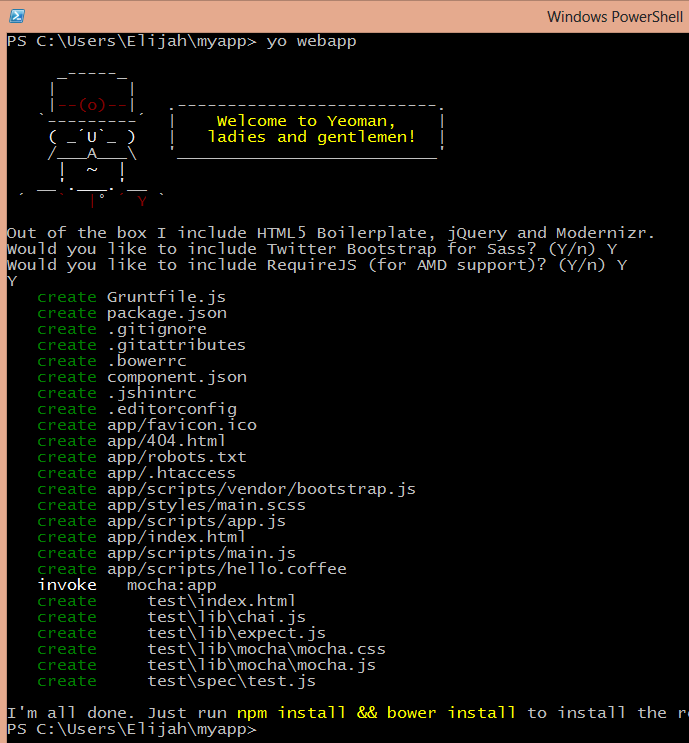 Windows PowerShell
PS C:\Users\Elijah\myapp> yo webapp
     _-----_
    |       |
    |--(o)--|   .--------------------------.
   `---------´  |    Welcome to Yeoman,    |
    ( _´U`_ )   |   ladies and gentlemen!  |
    /___A___\   '__________________________'
     |  ~  |
   __'.___.'__
 ´   `  |° ´ Y `
Out of the box I include HTML5 Boilerplate, jQuery and Modernizr.
Would you like to include Twitter Bootstrap for Sass? (Y/n) Y
Would you like to include RequireJS (for AMD support)? (Y/n) Y
Y
   create Gruntfile.js
   create package.json
   create .gitignore
   create .gitattributes
   create .bowerrc
   create component.json
   create .jshintrc
   create .editorconfig
   create app/favicon.ico
   create app/404.html
   create app/robots.txt
   create app/.htaccess
   create app/scripts/vendor/bootstrap.js
   create app/styles/main.scss
   create app/scripts/app.js
   create app/index.html
   create app/scripts/main.js
   create app/scripts/hello.coffee
   invoke   mocha:app
   create     test\index.html
   create     test\lib\chai.js
   create     test\lib\expect.js
   create     test\lib\mocha\mocha.css
   create     test\lib\mocha\mocha.js
   create     test\spec\test.js
I'm all done. Just run npm install && bower install to install the
PS C:\Users\Elijah\myapp>